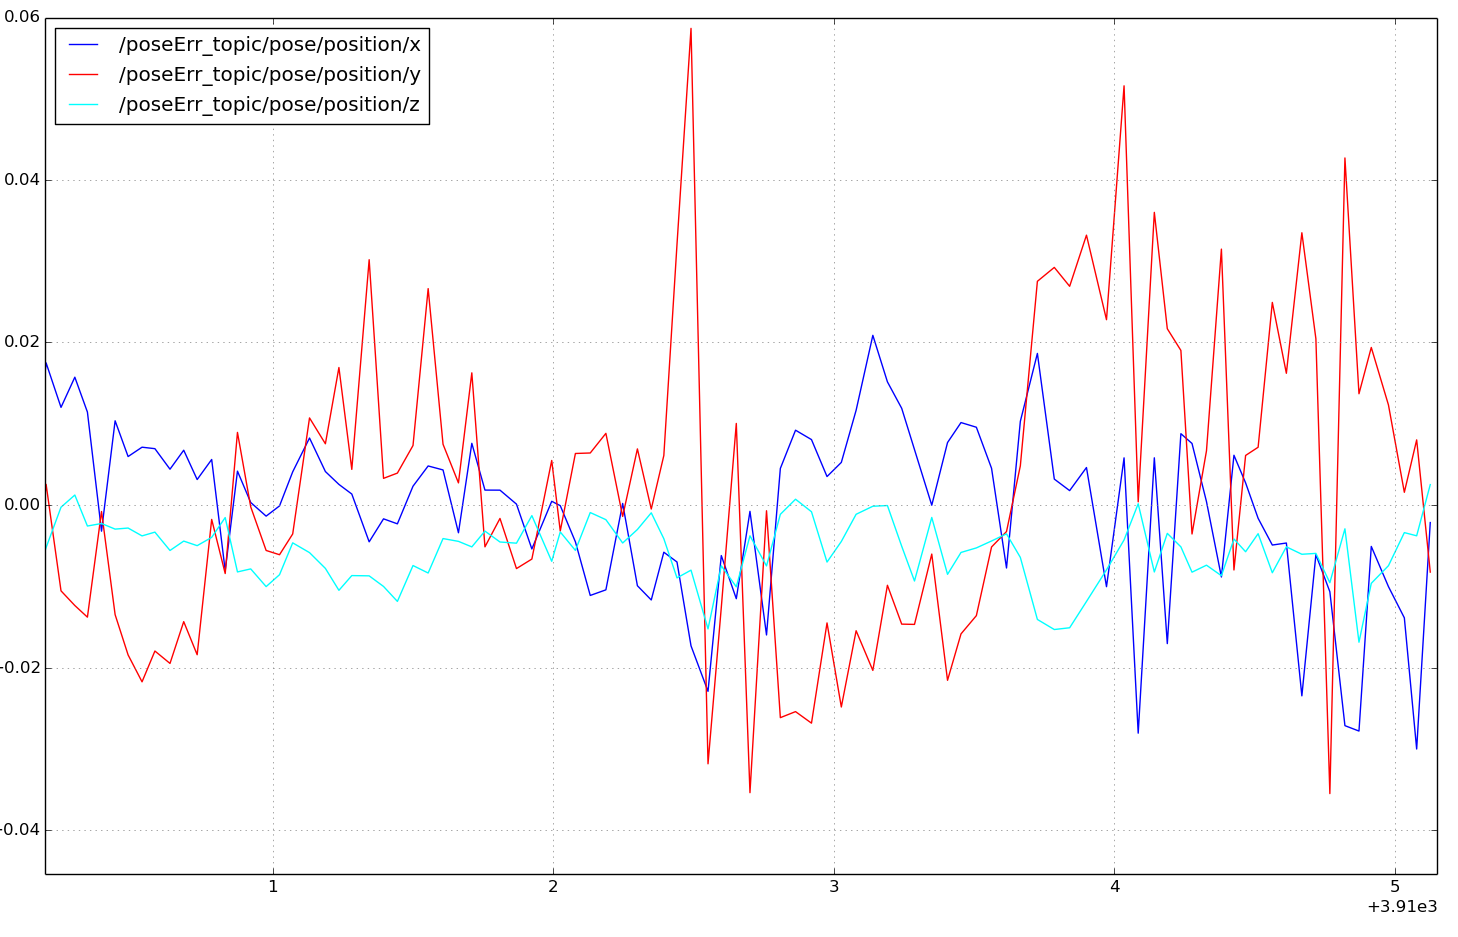 0.06
/poseErr_topic/pose/position/x
/poseErr_topic/pose/position/y
/poseErr_topic/pose/position/z
0.04
0.02
0.00
-0.02
-0.04
1 2 3 4 5
+3.91e3